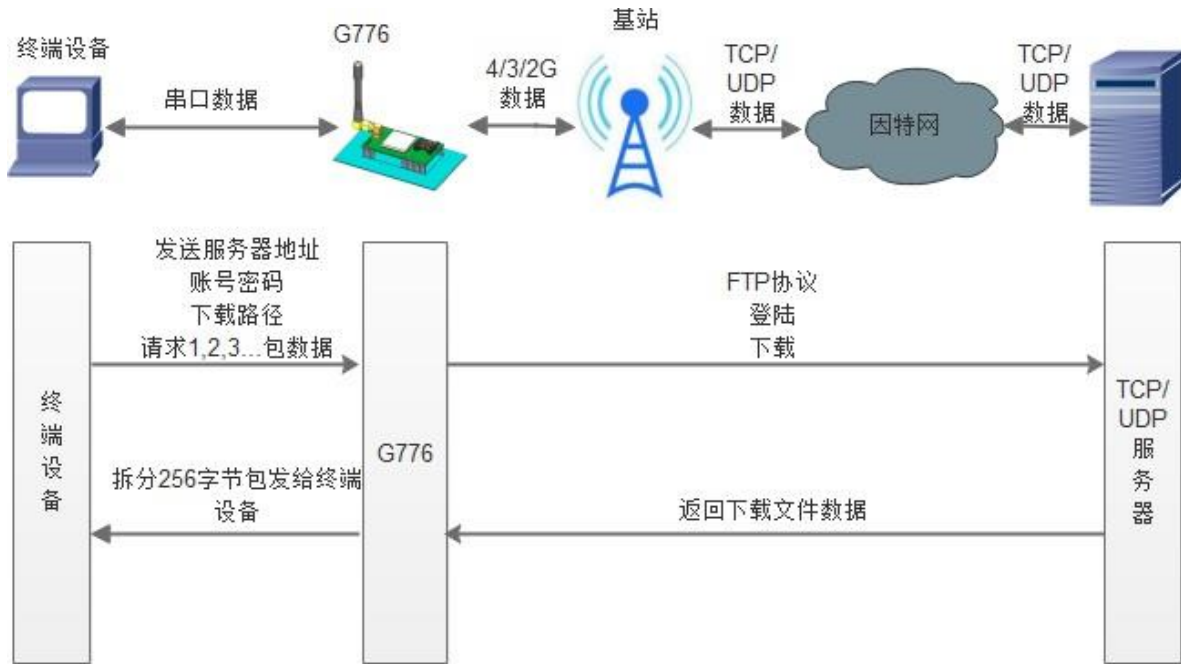 终端设备
G776
基站
串口数据
4/3/2G
数据
TCP/
UDP
数据
因特网
TCP/
UDP
数据
发送服务器地址
账号密码
下载路径
请求1,2,3...包数据
FTP协议
登陆
下载
终
端
设
备
G776
TCP/
UDP
服
务
器
拆分256字节包发给终端
设备
返回下载文件数据